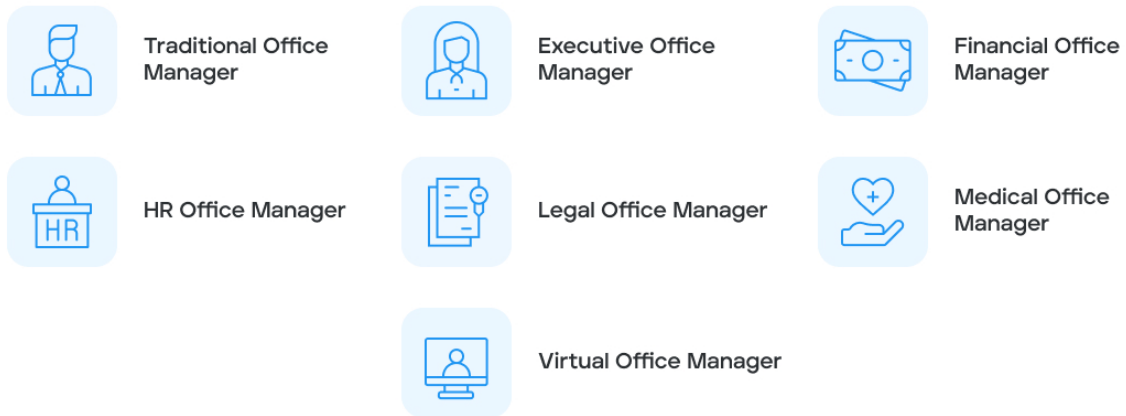 Traditional Office
Manager
Executive Office
Manager
Financial Office
Manager
HR
HR Office Manager
Legal Office Manager
Medical Office
Manager
Virtual Office Manager